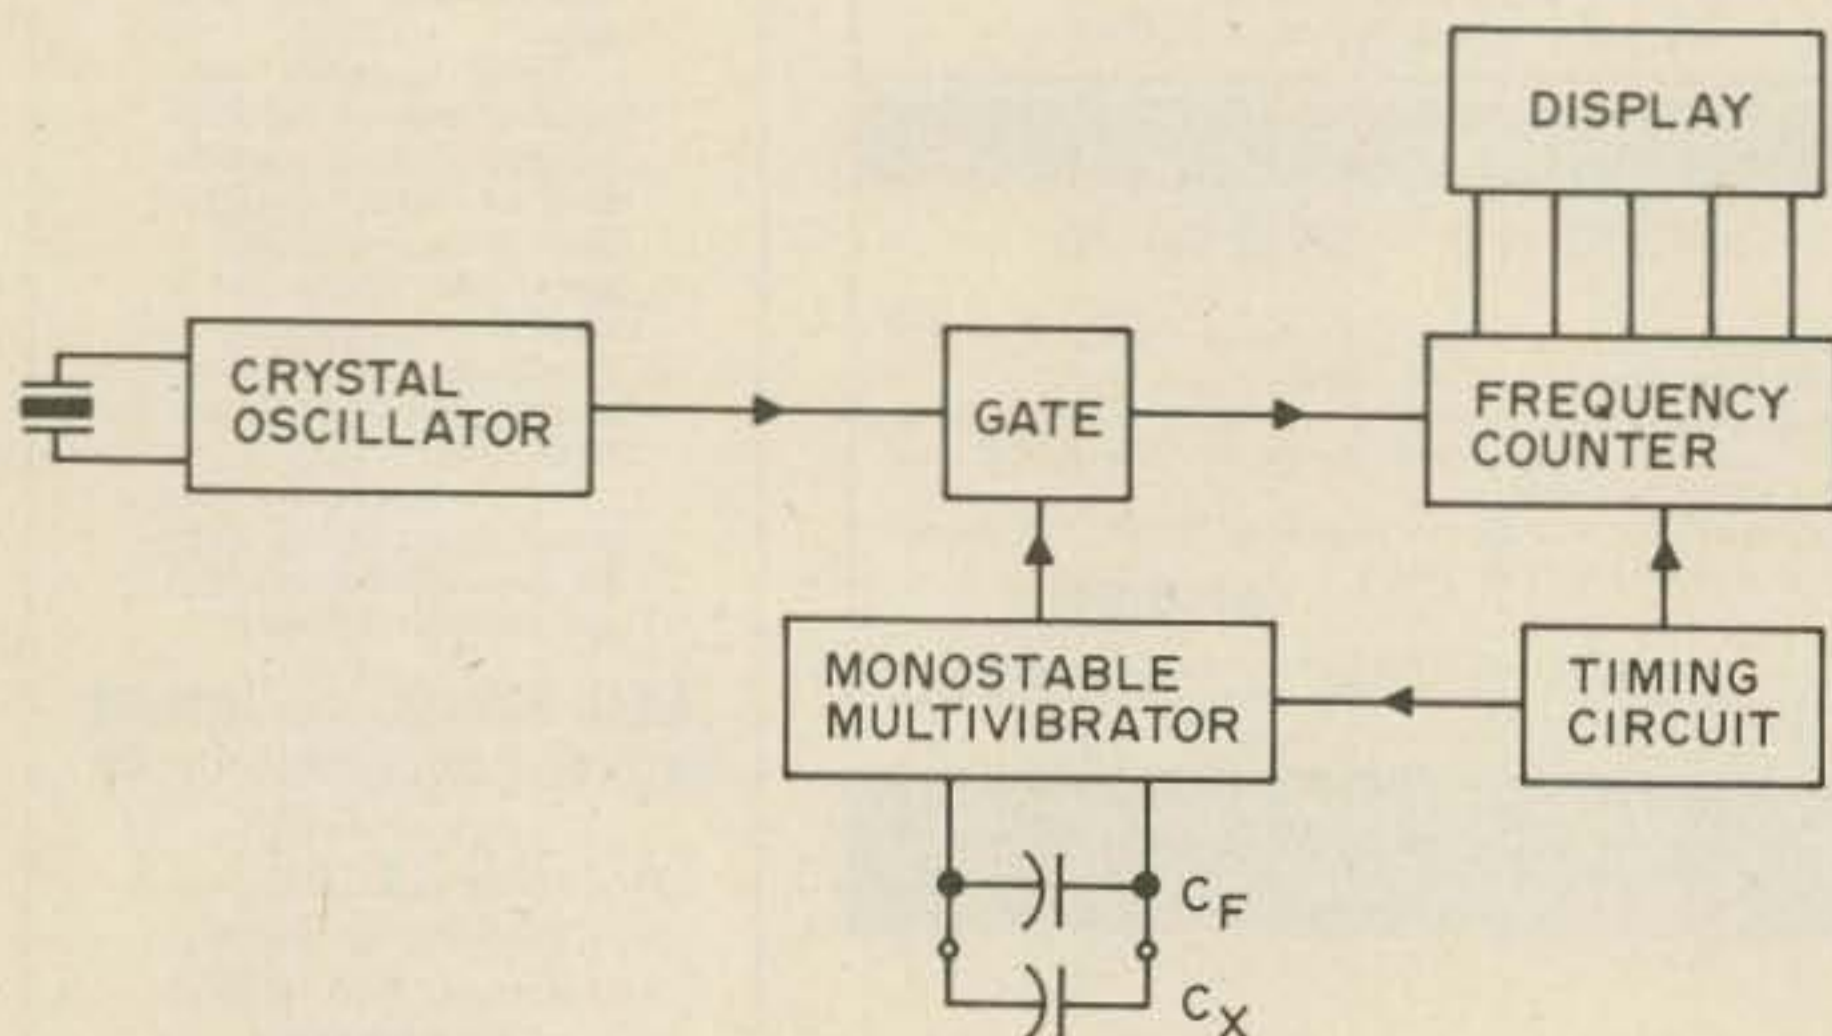 DISPLAY
CRYSTAL
OSCILLATOR
GATE
FREQUENCY
COUNTER
MONOSTABLE
MULTIVIBRATOR
TIMING
CIRCUIT
CF
CX